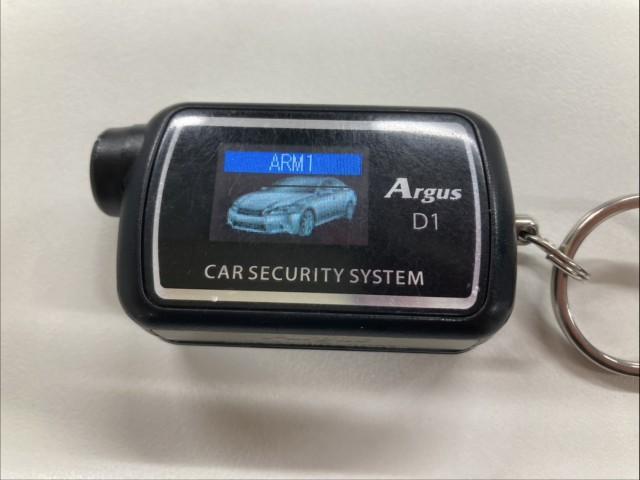 ARM1
Argus
D1
CAR SECURITY SYSTEM